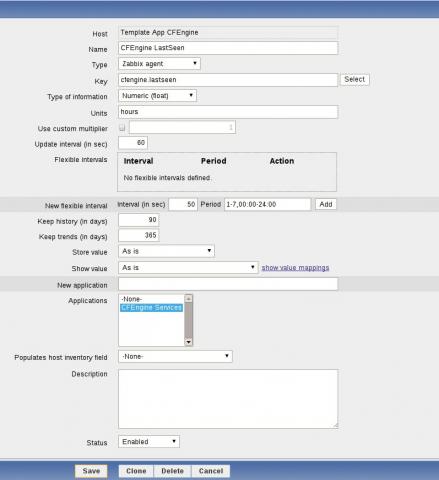 Host Template App CFEngine
Name CFEngine LastSeen
Type Zabbix agent
Key cfengine.lastseen Select
Type of information Numeric (float)
Units hours
Use custom multiplier 1
Update interval (in sec) 60
Flexible intervals Interval Period Action
No flexible intervals defined.
New flexible interval Interval (in sec) 50 Period 1-7,00:00-24:00 Add
Keep history (in days) 90
Keep trends (in days) 365
Store value As is
Show value As is show value mappings
New application
Applications -None-
CFEngine Services
Populates host inventory field -None-
Description
Status Enabled
Save Clone Delete Cancel